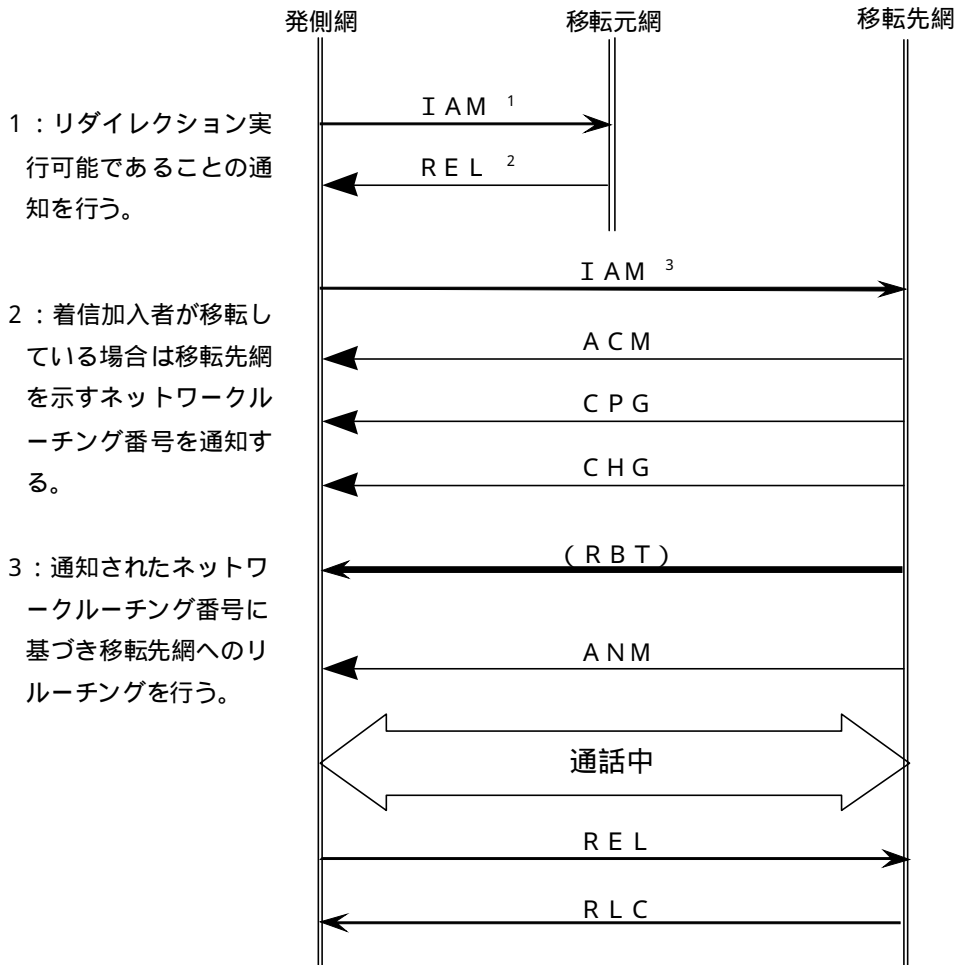 発側網
移転元網
移転先網
1:リダイレクション実
行可能であることの通
知を行う。
2:着信加入者が移転し
ている場合は移転先網
を示すネットワークル
ーチング番号を通知す
る。
3:通知されたネットワ
ークルーチング番号に
基づき移転先網へのリ
ルーチングを行う。
IAM 1
REL 2
IAM 3
ACM
CPG
CHG
(RBT)
ANM
通話中
REL
RLC